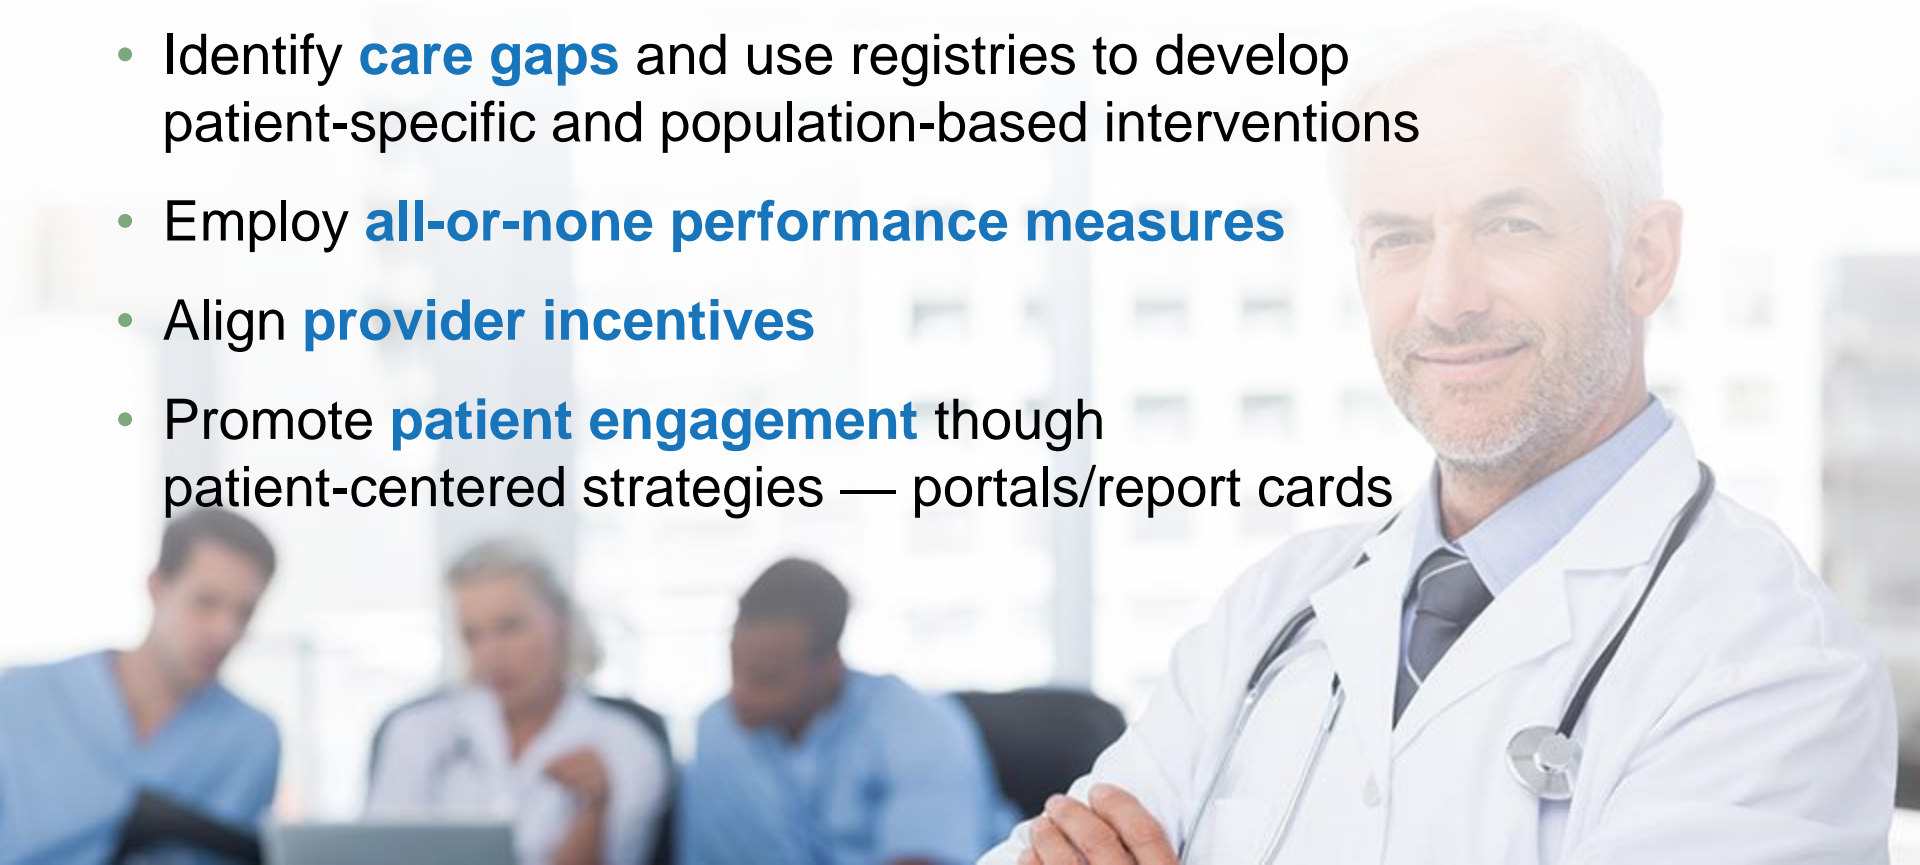 • Identify care gaps and use registries to develop
patient-specific and population-based interventions
• Employ all-or-none performance measures
• Align provider incentives
• Promote patient engagement though
patient-centered strategies — portals/report cards